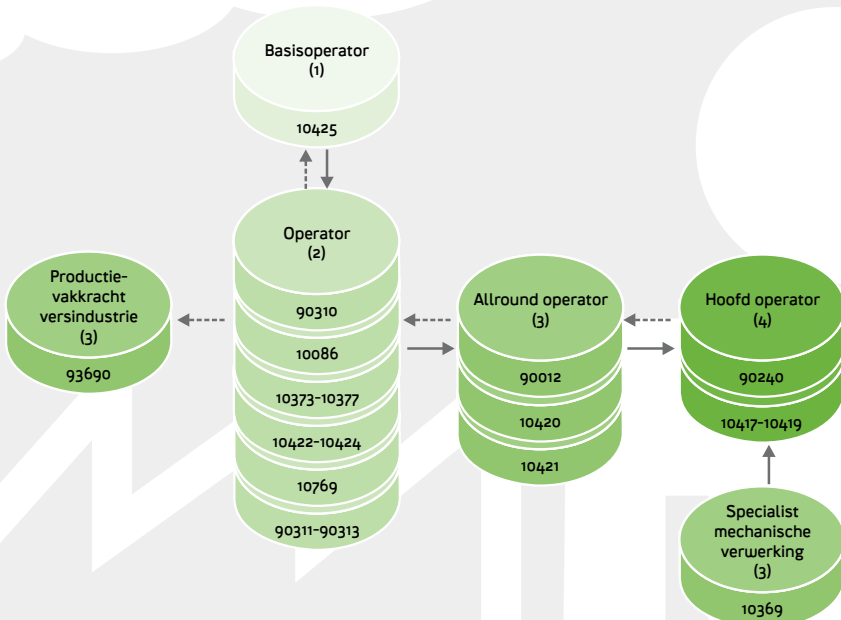 Basisoperator
(1)
10425
Operator
(2)
90310
10086
10373-10377
10422-10424
10769
90311-90313
Productie-
vakkracht
versindustrie
(3)
93690
Allround operator
(3)
90012
10420
10421
Hoofd operator
(4)
90240
10417-10419
Specialist
mechanische
verwerking
(3)
10369